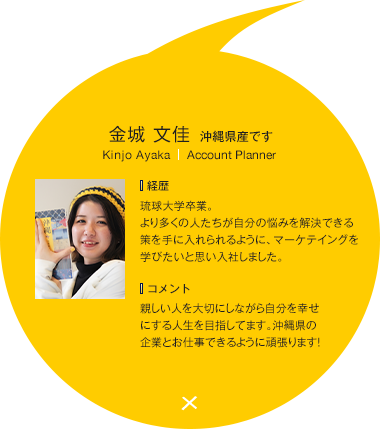 金城 文佳 沖縄県産です
Kinjo Ayaka | Account Planner
経歴
琉球大学卒業。
より多くの人たちが自分の悩みを解決できる
策を手に入れられるように、マーケテイングを
学びたいと思い入社しました。
コメント
親しい人を大切にしながら自分を幸せ
にする人生を目指してます。沖縄県の
企業とお仕事できるように頑張ります!